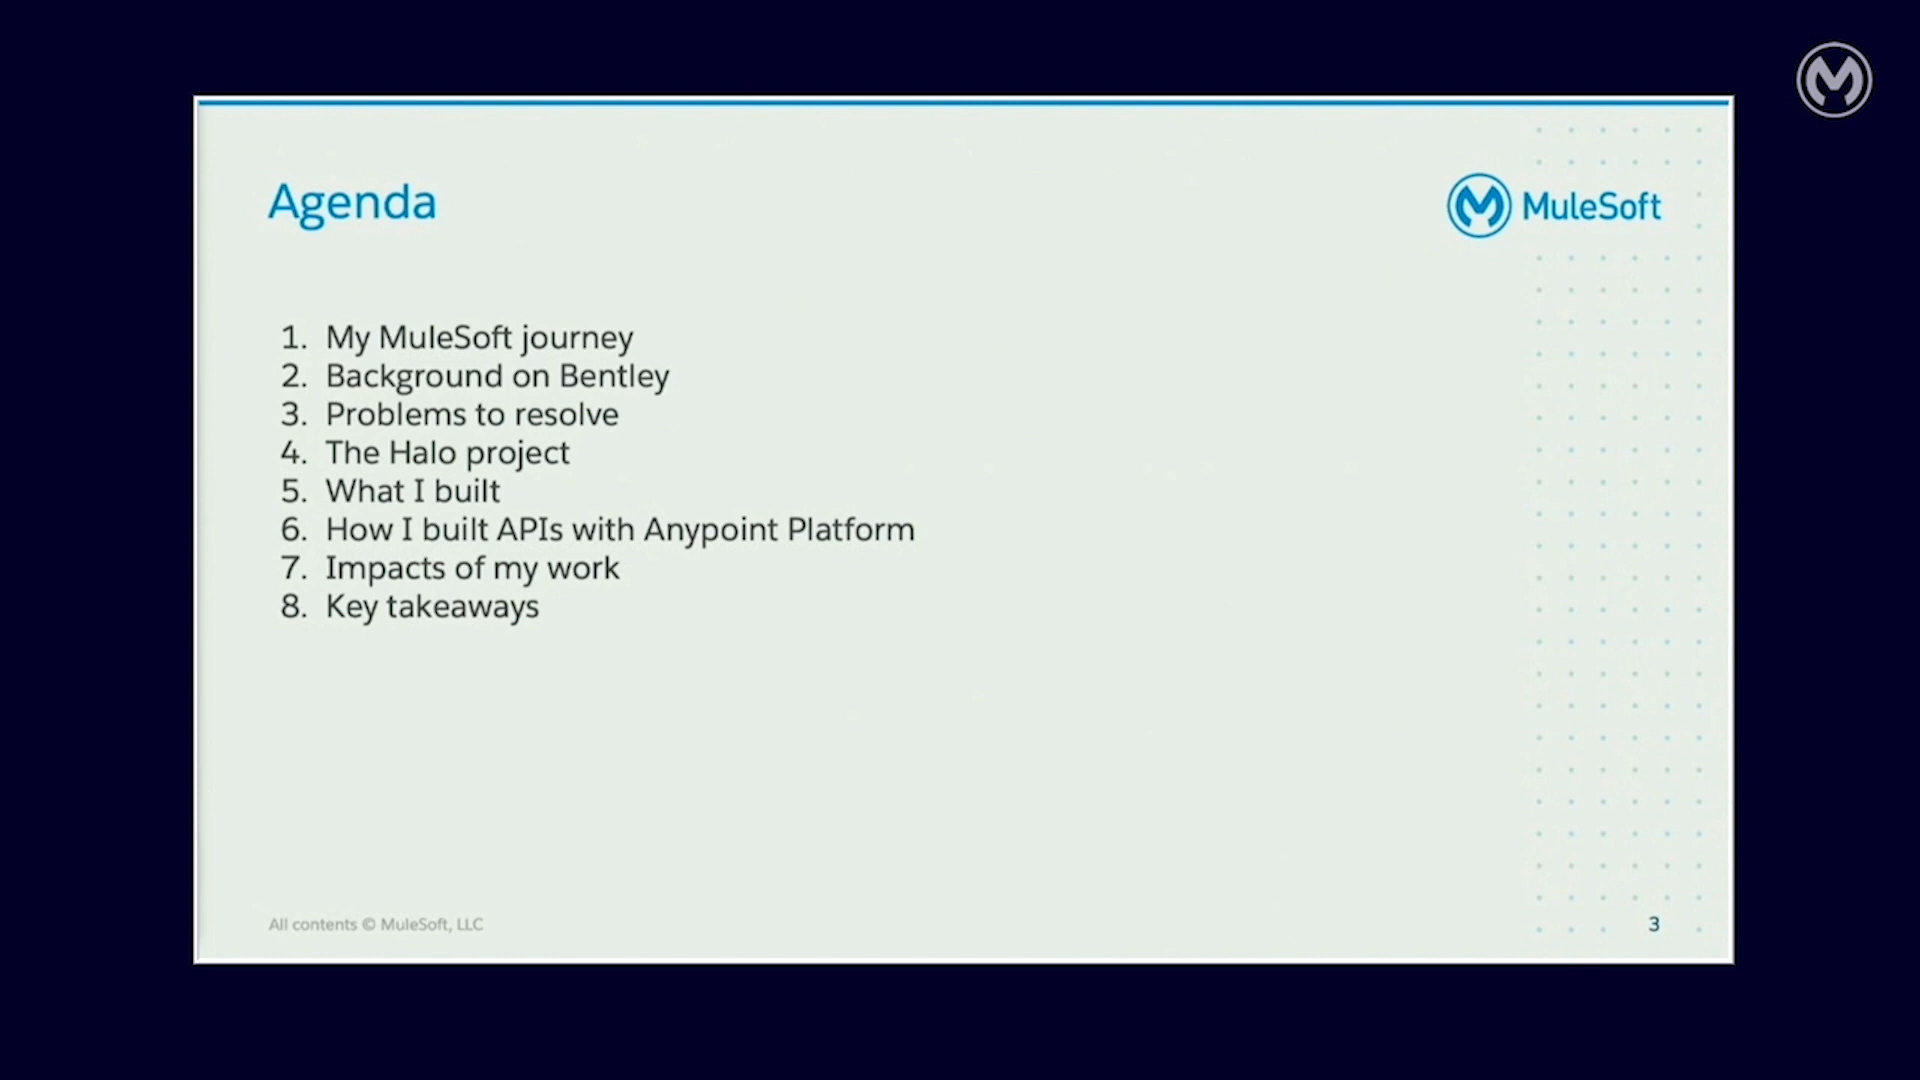 Agenda
MuleSoft
1. My MuleSoft journey
2. Background on Bentley
3. Problems to resolve
4. The Halo project
5. What I built
6. How I built APIs with Anypoint Platform
7. Impacts of my work
8. Key takeaways
All contents © MuleSoft, LLC
3